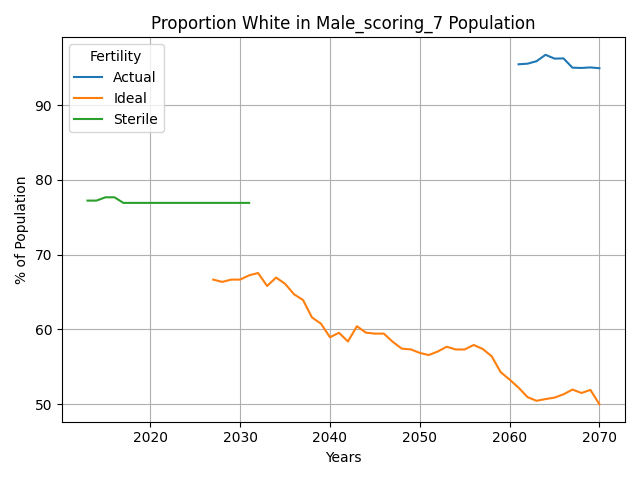 Proportion White in Male_scoring_7 Population
% of Population
Fertility
Actual
Ideal
Sterile
90
80
70
60
50
2020 2030 2040 2050 2060 2070
Years